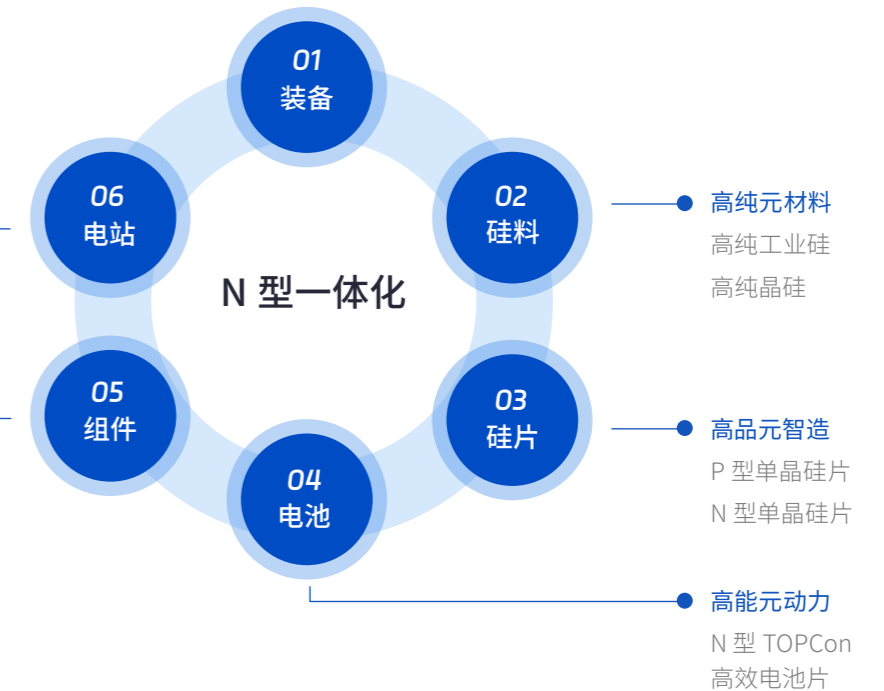 01
装备
02
硅料
高纯元材料
高纯工业硅
高纯晶硅
03
硅片
高品元智造
P 型单晶硅片
N 型单晶硅片
04
电池
高能元动力
N 型 TOPCon
高效电池片
05
组件
06
电站
N 型一体化